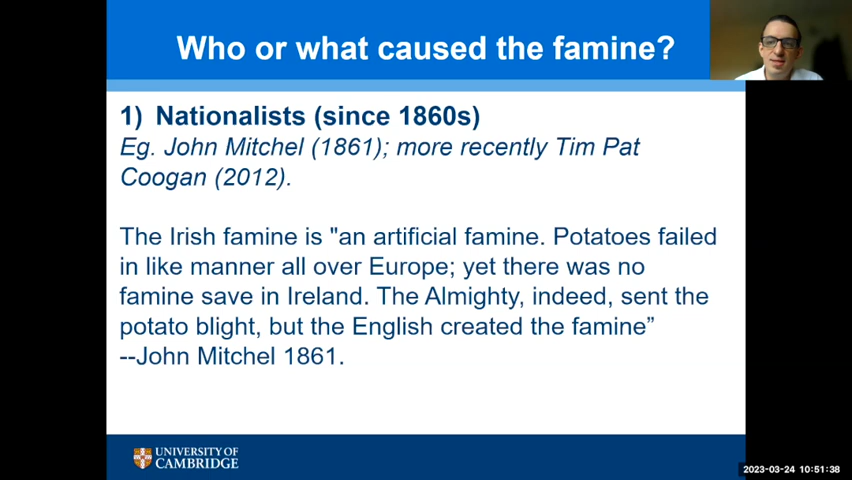 Who or what caused the famine?
1) Nationalists (since 1860s)
Eg. John Mitchel (1861); more recently Tim Pat
Coogan (2012).
The Irish famine is "an artificial famine. Potatoes failed
in like manner all over Europe; yet there was no
famine save in Ireland. The Almighty, indeed, sent the
potato blight, but the English created the famine”
--John Mitchel 1861.
UNIVERSITY OF
CAMBRIDGE
2023-03-24 10:51:38